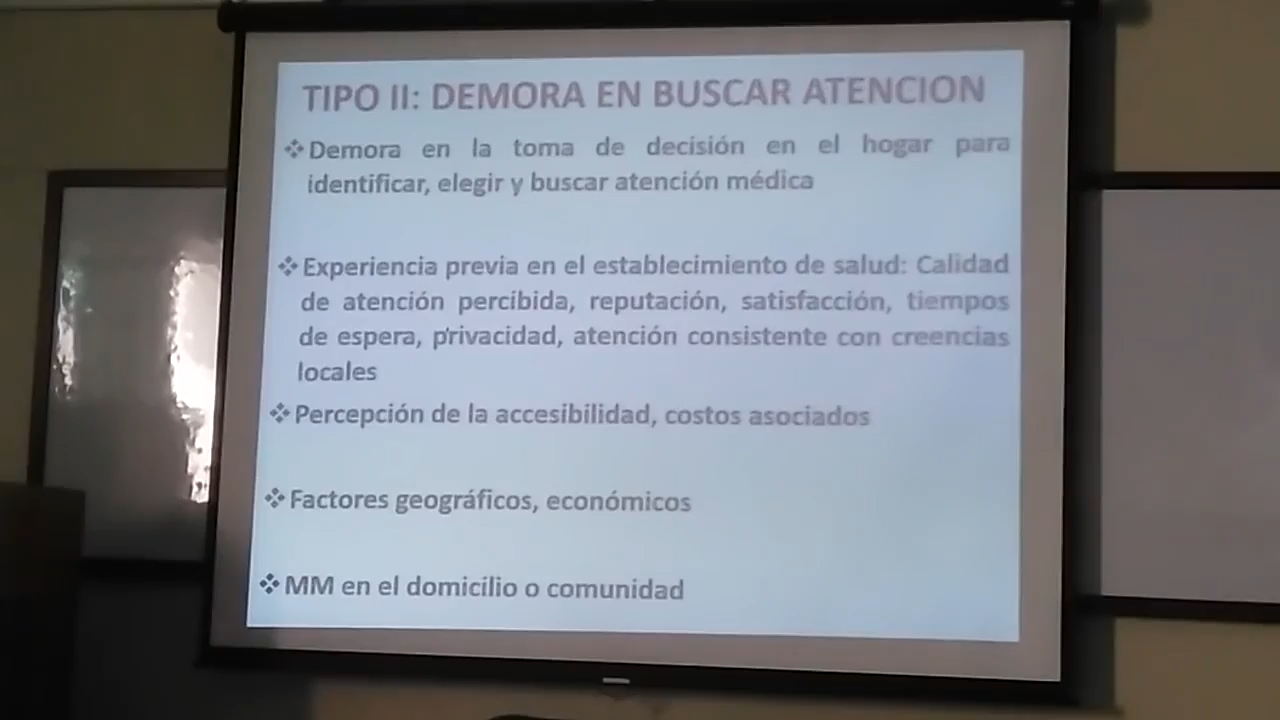 TIPO II: DEMORA EN BUSCAR ATENCION
❖Demora en la toma de decisión en el hogar para
identificar, elegir y buscar atención médica
❖Experiencia previa en el establecimiento de salud: Calidad
de atención percibida, reputación, satisfacción, tiempos
de espera, privacidad, atención consistente con creencias
locales
❖Percepción de la accesibilidad, costos asociados
❖Factores geográficos, económicos
❖MM en el domicilio o comunidad